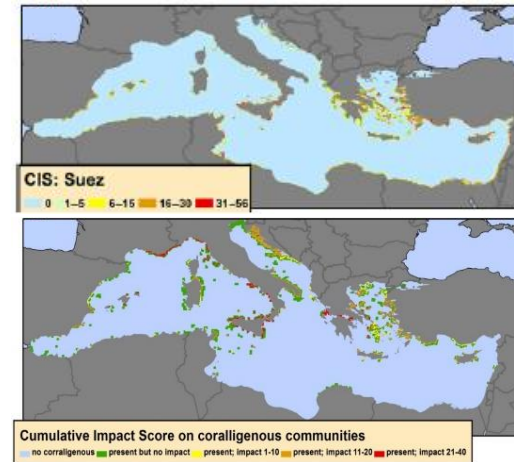 CIS: Suez
0 1–5 6–15 16–30 31–56
Cumulative Impact Score on coralligenous communities
no corraligenous present but no impact present; impact 1-10 present; impact 11-20 present; impact 21-40